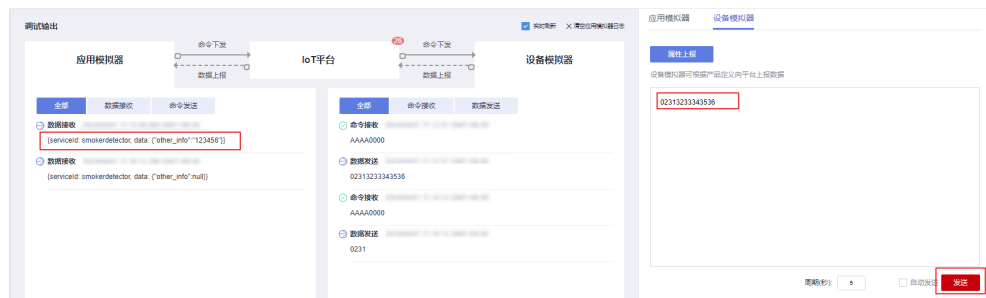 调试输出
实时刷新
清空应用模拟器日志
应用模拟器
命令下发
数据上报
IoT平台
26
命令下发
数据上报
设备模拟器
全部
数据接收
命令发送
数据接收
{serviceId: smokerdetector, data: {"other_info":"123456"}}
数据接收
{serviceId: smokerdetector, data: {"other_info":null}}
全部
命令接收
数据发送
命令接收
AAAA0000
数据发送
02313233343536
命令接收
AAAA0000
数据发送
0231
应用模拟器
设备模拟器
属性上报
设备模拟器可根据产品定义向平台上报数据
02313233343536
周期(秒):
5
自动发送
发送